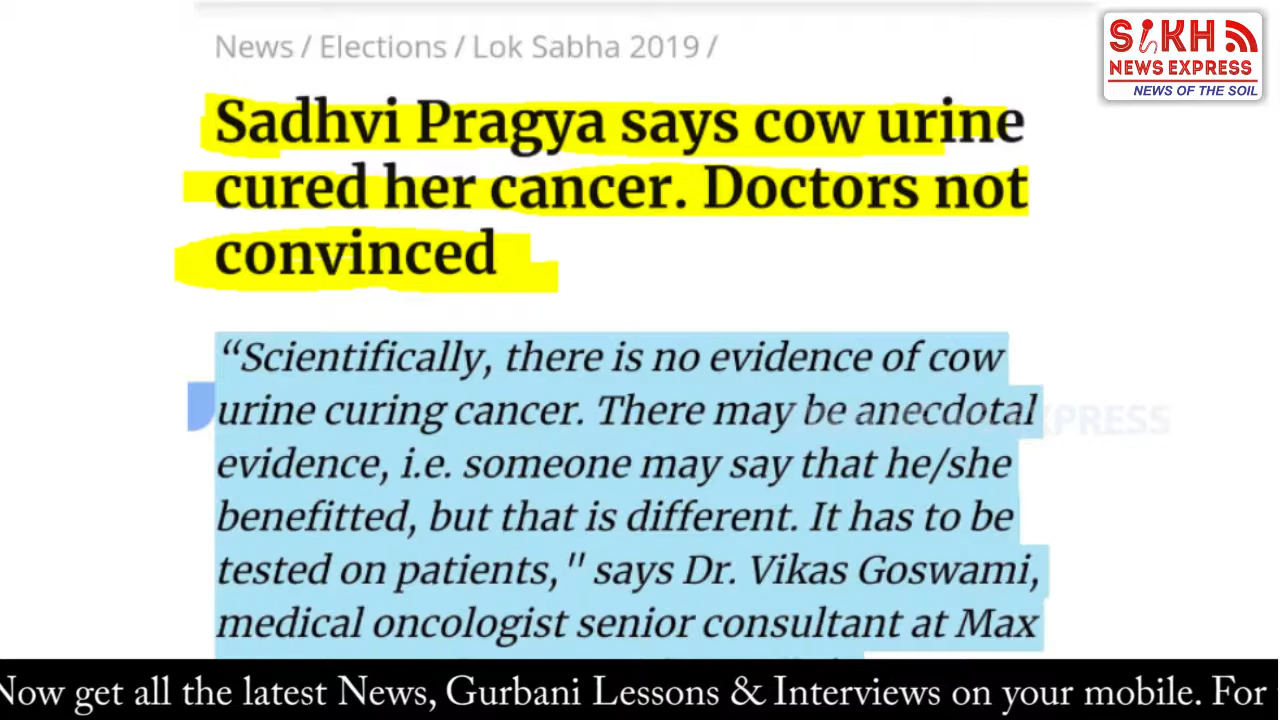 News / Elections / Lok Sabha 2019 /
SIKH
NEWS EXPRESS
NEWS OF THE SOIL
Sadhvi Pragya says cow urine
cured her cancer. Doctors not
convinced
“Scientifically, there is no evidence of cow
urine curing cancer. There may be anecdotal
evidence, i.e. someone may say that he/she
benefitted, but that is different. It has to be
tested on patients," says Dr. Vikas Goswami,
medical oncologist senior consultant at Max
EXPRESS
Now get all the latest News, Gurbani Lessons & Interviews on your mobile. For